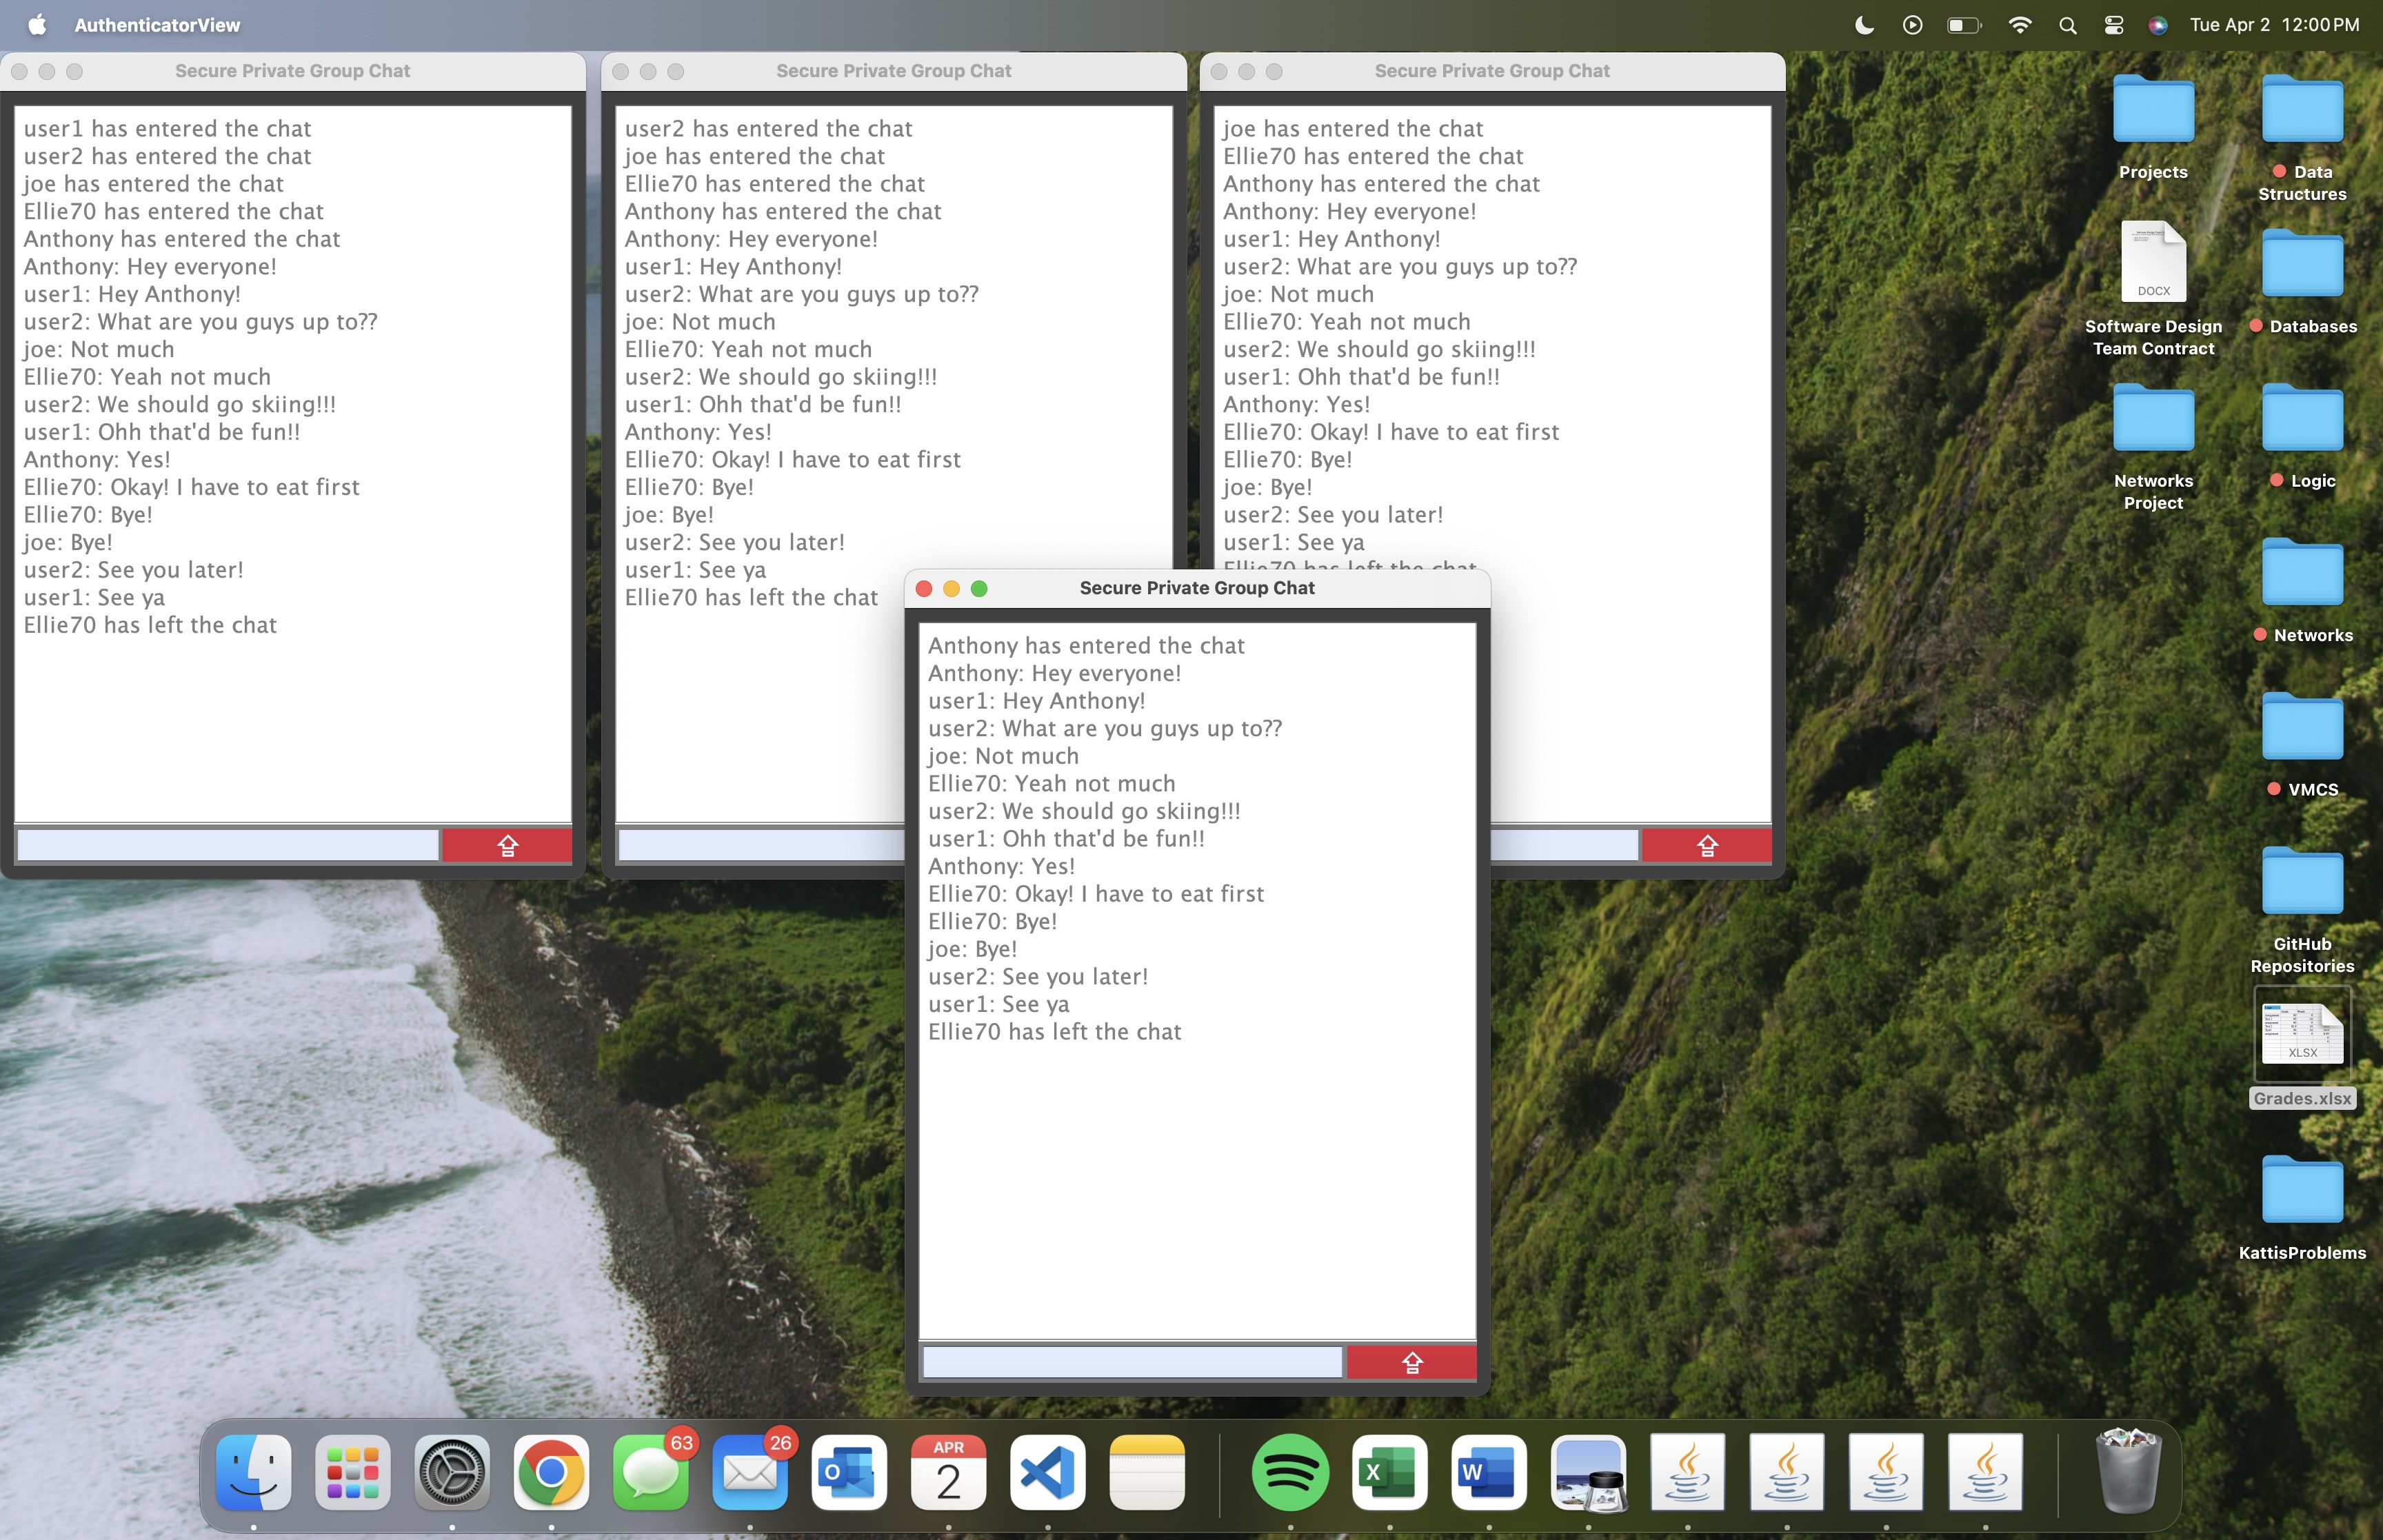 AuthenticatorView
Tue Apr 2 12:00 PM
Secure Private Group Chat
user1 has entered the chat
user2 has entered the chat
joe has entered the chat
Ellie70 has entered the chat
Anthony has entered the chat
Anthony: Hey everyone!
user1: Hey Anthony!
user2: What are you guys up to??
joe: Not much
Ellie70: Yeah not much
user2: We should go skiing!!!
user1: Ohh that'd be fun!!
Anthony: Yes!
Ellie70: Okay! I have to eat first
Ellie70: Bye!
joe: Bye!
user2: See you later!
user1: See ya
Ellie70 has left the chat
Secure Private Group Chat
user2 has entered the chat
joe has entered the chat
Ellie70 has entered the chat
Anthony has entered the chat
Anthony: Hey everyone!
user1: Hey Anthony!
user2: What are you guys up to??
joe: Not much
Ellie70: Yeah not much
user2: We should go skiing!!!
user1: Ohh that'd be fun!!
Anthony: Yes!
Ellie70: Okay! I have to eat first
Ellie70: Bye!
joe: Bye!
user2: See you later!
user1: See ya
Ellie70 has left the chat
Secure Private Group Chat
joe has entered the chat
Ellie70 has entered the chat
Anthony has entered the chat
Anthony: Hey everyone!
user1: Hey Anthony!
user2: What are you guys up to??
joe: Not much
Ellie70: Yeah not much
user2: We should go skiing!!!
user1: Ohh that'd be fun!!
Anthony: Yes!
Ellie70: Okay! I have to eat first
Ellie70: Bye!
joe: Bye!
user2: See you later!
user1: See ya
Ellie70 has left the chat
Secure Private Group Chat
Anthony has entered the chat
Anthony: Hey everyone!
user1: Hey Anthony!
user2: What are you guys up to??
joe: Not much
Ellie70: Yeah not much
user2: We should go skiing!!!
user1: Ohh that'd be fun!!
Anthony: Yes!
Ellie70: Okay! I have to eat first
Ellie70: Bye!
joe: Bye!
user2: See you later!
user1: See ya
Ellie70 has left the chat
Projects
Data
Structures
DOCX
Software Design
Team Contract
Databases
Networks
Project
Logic
Networks
VMCS
GitHub
Repositories
XLSX
Grades.xlsx
KattisProblems
63
26
O
APR
2
X
W